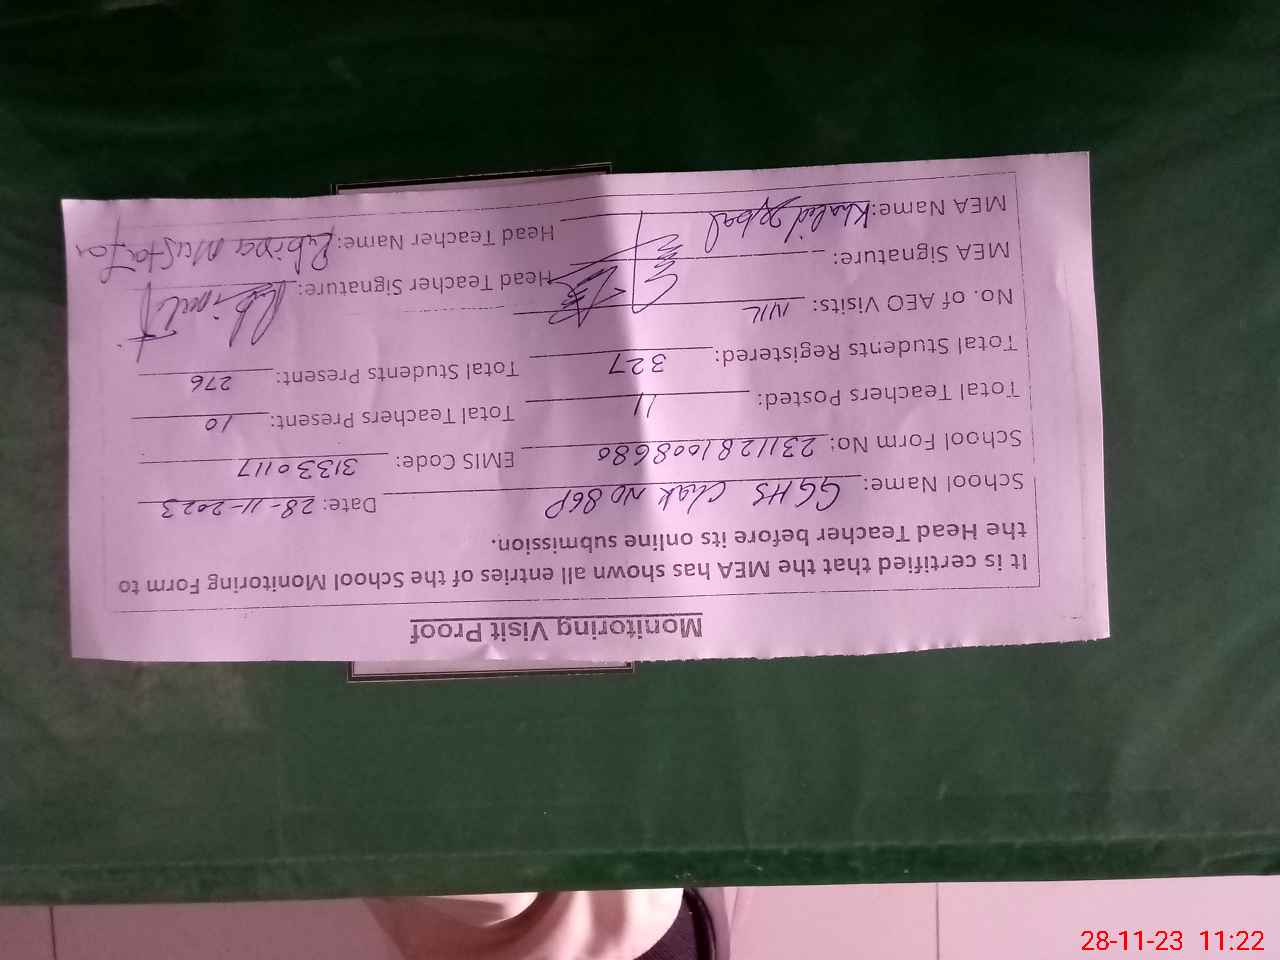 Monitoring Visit Proof
It is certified that the MEA has shown all entries of the School Monitoring Form to
the Head Teacher before its online submission.
School Name: GGHS Chak No 86P Date: 28-11-2023
School Form No: 2311281008680 EMIS Code: 31330117
Total Teachers Posted: 11 Total Teachers Present: 10
Total Students Registered: 327 Total Students Present: 276
No. of AEO Visits: NIL
MEA Signature: Head Teacher Signature:
MEA Name: Khalid Iqbal Head Teacher Name: Rubina Mustafa
28-11-23 11:22